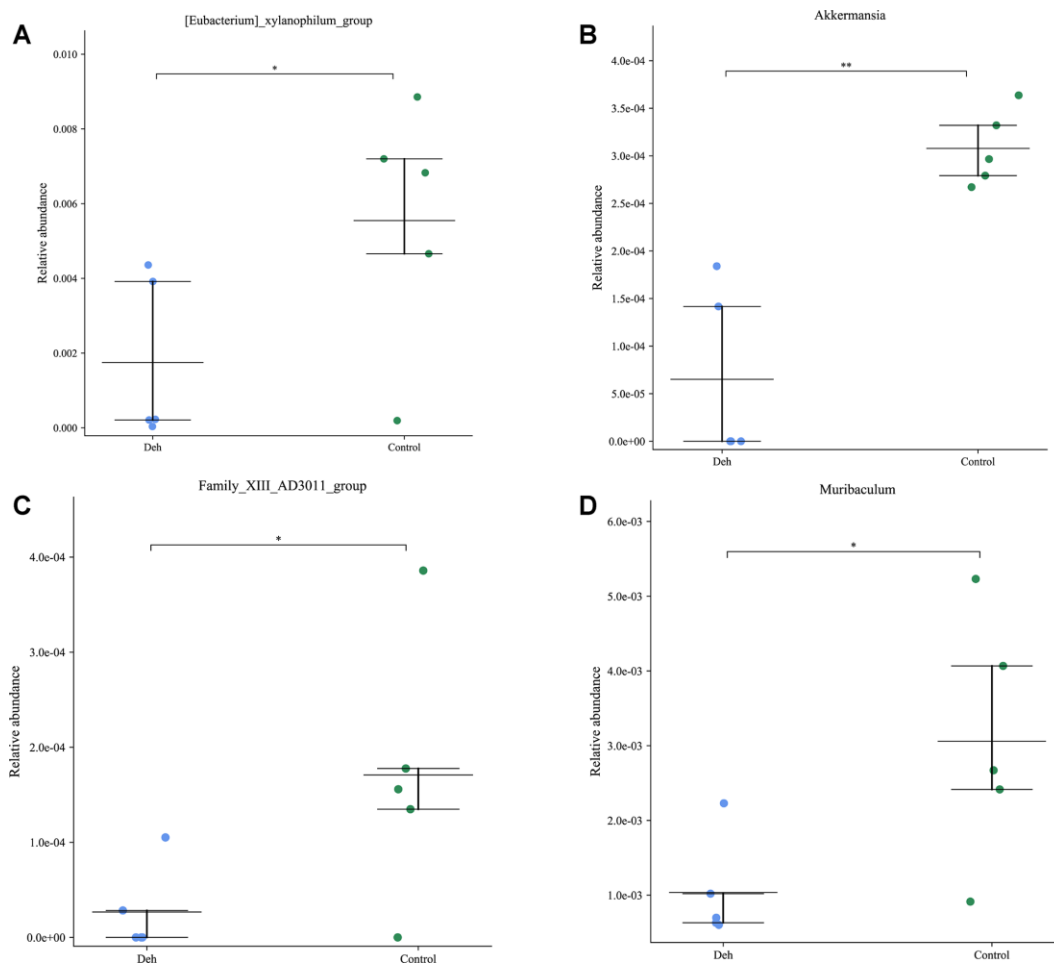 A
[Eubacterium]_xylanophilum_group
0.010
0.008
0.006
0.004
0.002
0.000
Relative abundance
*
Deh
Control
B
Akkermansia
4.0e-04
3.5e-04
3.0e-04
2.5e-04
2.0e-04
1.5e-04
1.0e-04
5.0e-05
0.0e+00
Relative abundance
**
Deh
Control
C
Family_XIII_AD3011_group
4.0e-04
3.0e-04
2.0e-04
1.0e-04
0.0e+00
Relative abundance
*
Deh
Control
D
Muribaculum
6.0e-03
5.0e-03
4.0e-03
3.0e-03
2.0e-03
1.0e-03
Relative abundance
*
Deh
Control